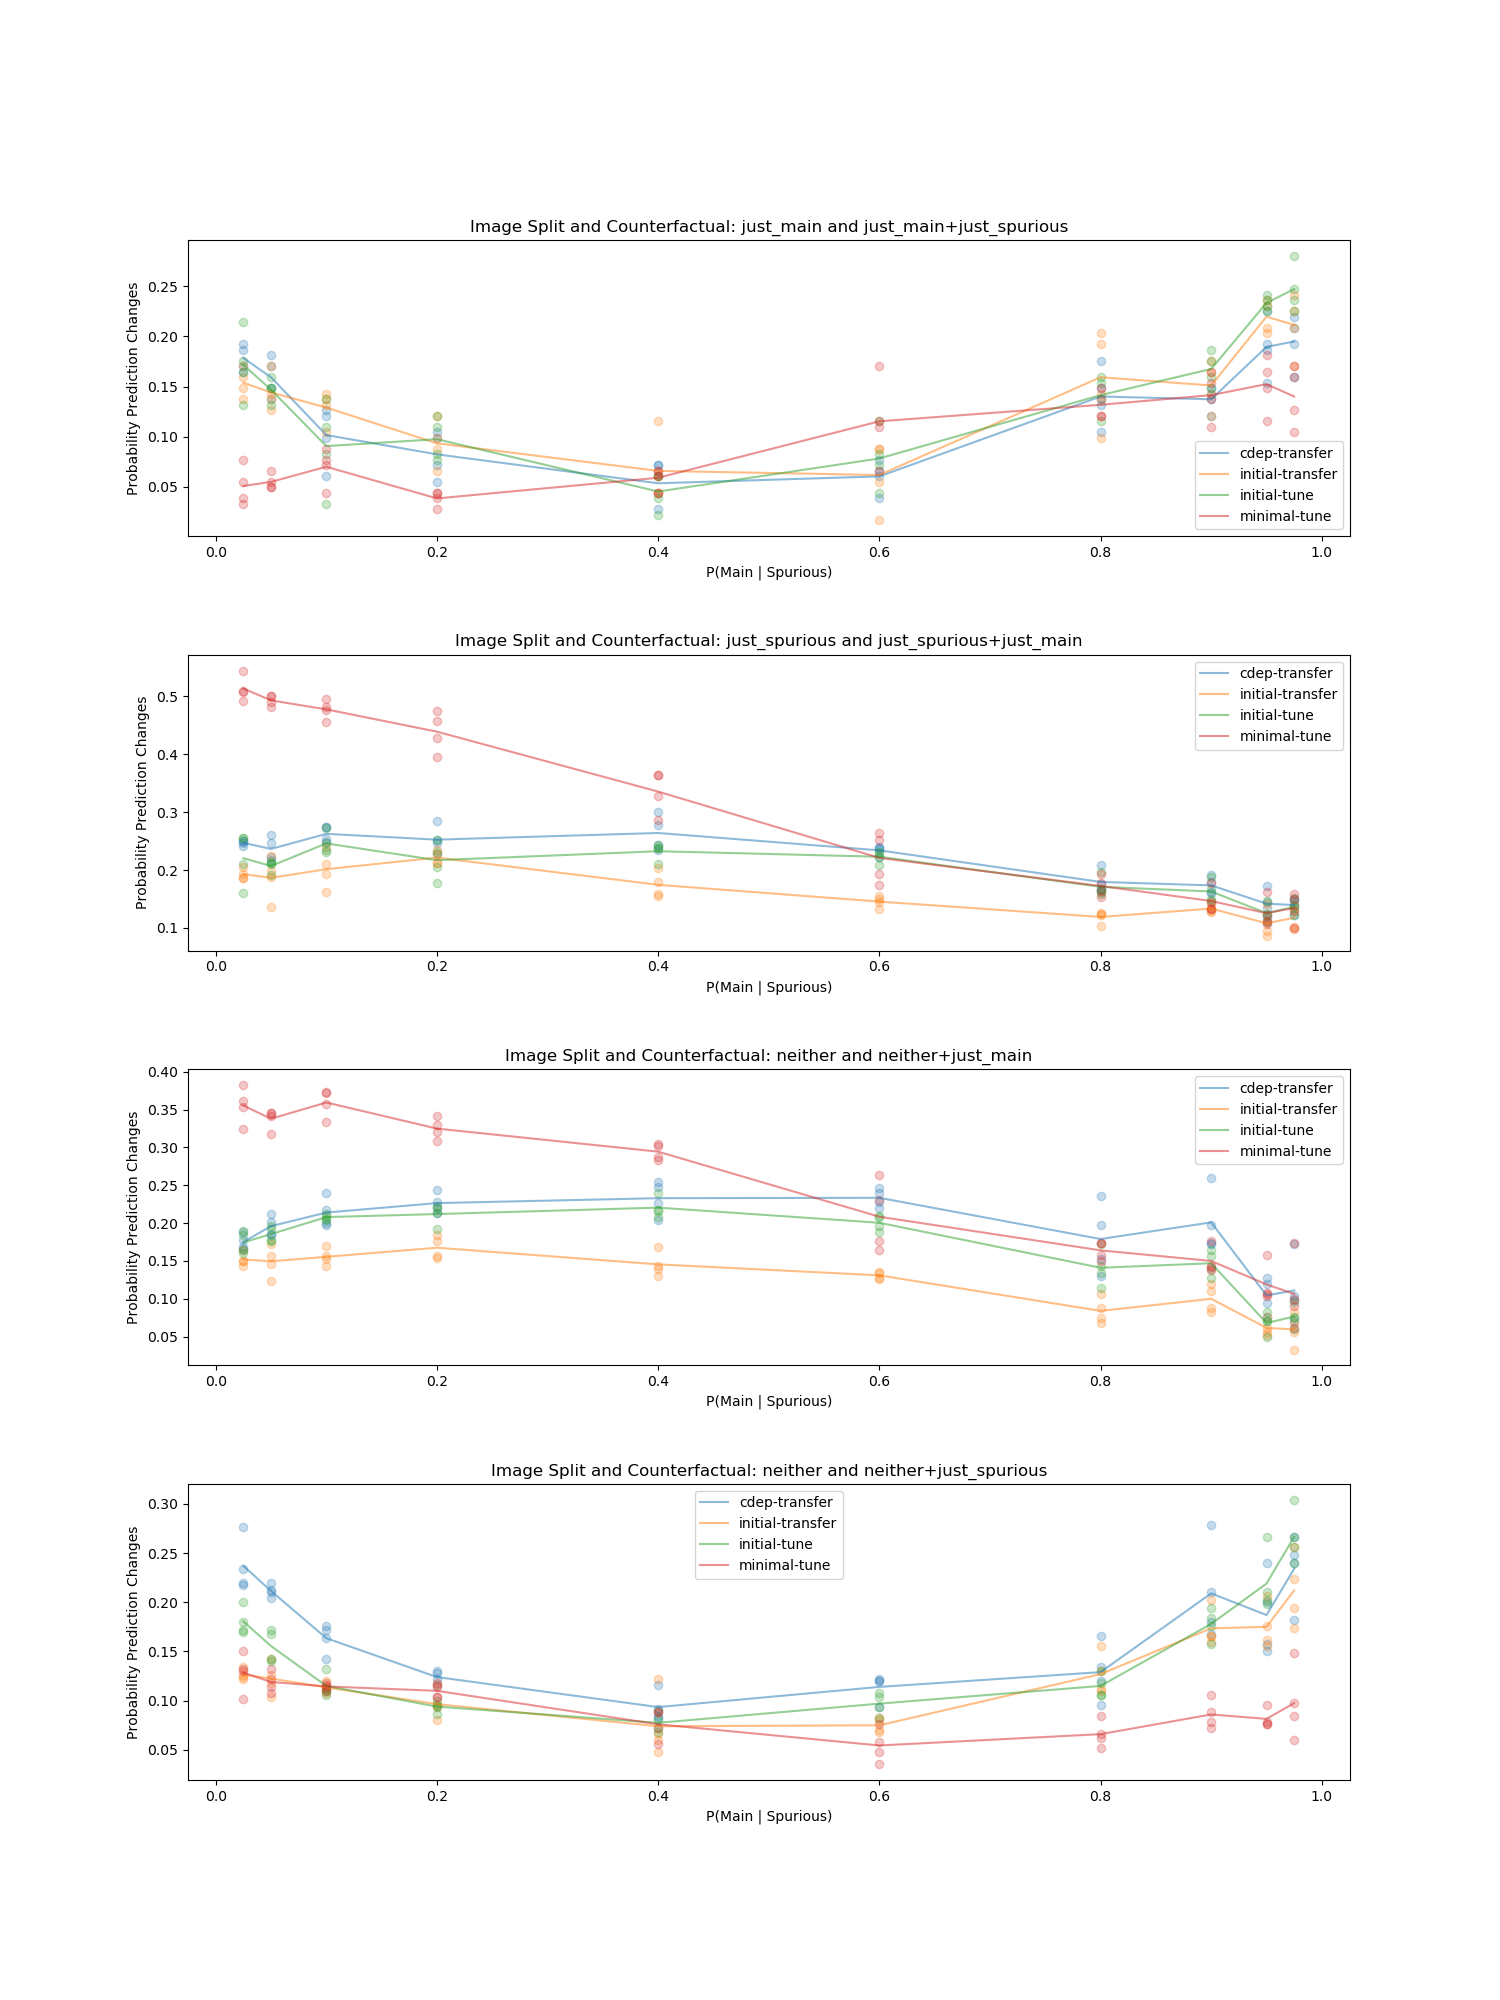 Image Split and Counterfactual: just_main and just_main+just_spurious
Probability Prediction Changes
0.25
0.20
0.15
0.10
0.05
cdep-transfer
initial-transfer
initial-tune
minimal-tune
0.0 0.2 0.4 0.6 0.8 1.0
P(Main | Spurious)
Image Split and Counterfactual: just_spurious and just_spurious+just_main
Probability Prediction Changes
0.5
0.4
0.3
0.2
0.1
cdep-transfer
initial-transfer
initial-tune
minimal-tune
0.0 0.2 0.4 0.6 0.8 1.0
P(Main | Spurious)
Image Split and Counterfactual: neither and neither+just_main
Probability Prediction Changes
0.40
0.35
0.30
0.25
0.20
0.15
0.10
0.05
cdep-transfer
initial-transfer
initial-tune
minimal-tune
0.0 0.2 0.4 0.6 0.8 1.0
P(Main | Spurious)
Image Split and Counterfactual: neither and neither+just_spurious
Probability Prediction Changes
0.30
0.25
0.20
0.15
0.10
0.05
cdep-transfer
initial-transfer
initial-tune
minimal-tune
0.0 0.2 0.4 0.6 0.8 1.0
P(Main | Spurious)